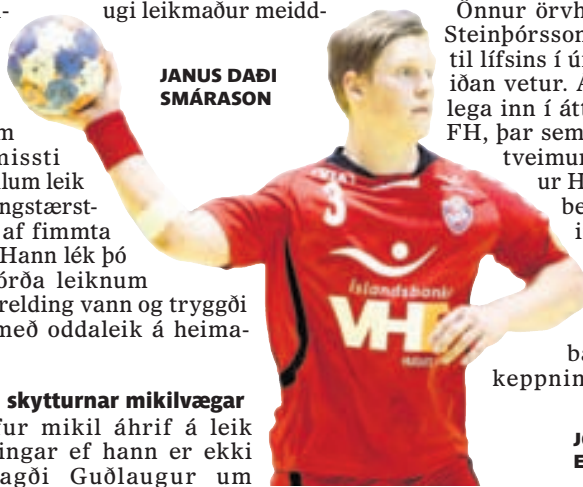 ugi leikmaður meidd-
JANUS DAÐI
SMÁRASON
m
missti
lum leik
ngstærst-
af fimmta
Hann lék þó
órða leiknum
relding vann og tryggði
með oddaleik á heima-
skytturnar mikilvægar
fur mikil áhrif á leik
ingar ef hann er ekki
agði Guðlaugur um
3
íslandsbanki
VHE
Önnur örvh
Steinþórsson
til lífsins í ú
iðan vetur. A
lega inn í átt
FH, þar sem
tveimur
ur H
be
i
ba
keppnin
J
E